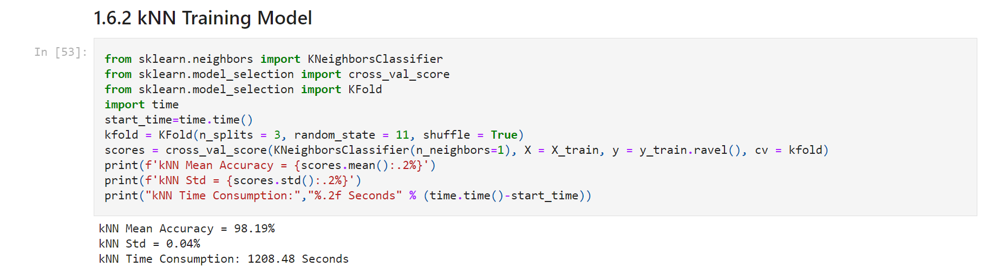 1.6.2 kNN Training Model
In [53]:
from sklearn.neighbors import KNeighborsClassifier
from sklearn.model_selection import cross_val_score
from sklearn.model_selection import KFold
import time
start_time=time.time()
kfold = KFold(n_splits = 3, random_state = 11, shuffle = True)
scores = cross_val_score(KNeighborsClassifier(n_neighbors=1), X = X_train, y = y_train.ravel(), cv = kfold)
print(f'kNN Mean Accuracy = {scores.mean():.2%}')
print(f'kNN Std = {scores.std():.2%}')
print("kNN Time Consumption:","%.2f Seconds" % (time.time()-start_time))
kNN Mean Accuracy = 98.19%
kNN Std = 0.04%
kNN Time Consumption: 1208.48 Seconds